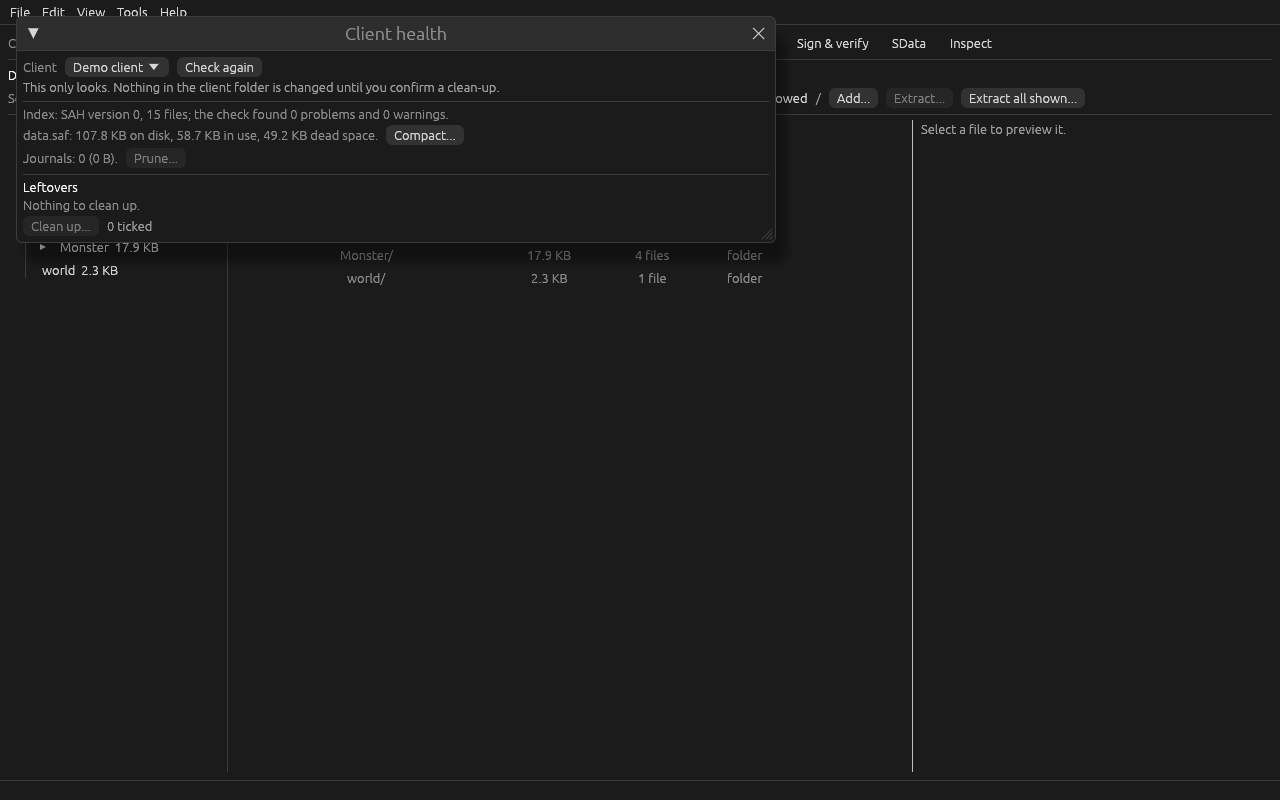 File Edit View Tools Help
Client health
Sign & verify SData Inspect
Client Demo client Check again
This only looks. Nothing in the client folder is changed until you confirm a clean-up.
owed / Add... Extract... Extract all shown...
Index: SAH version 0, 15 files; the check found 0 problems and 0 warnings.
data.saf: 107.8 KB on disk, 58.7 KB in use, 49.2 KB dead space. Compact...
Select a file to preview it.
Journals: 0 (0 B). Prune...
Leftovers
Nothing to clean up.
Clean up... 0 ticked
Monster 17.9 KB
world 2.3 KB
Monster/ 17.9 KB 4 files folder
world/ 2.3 KB 1 file folder